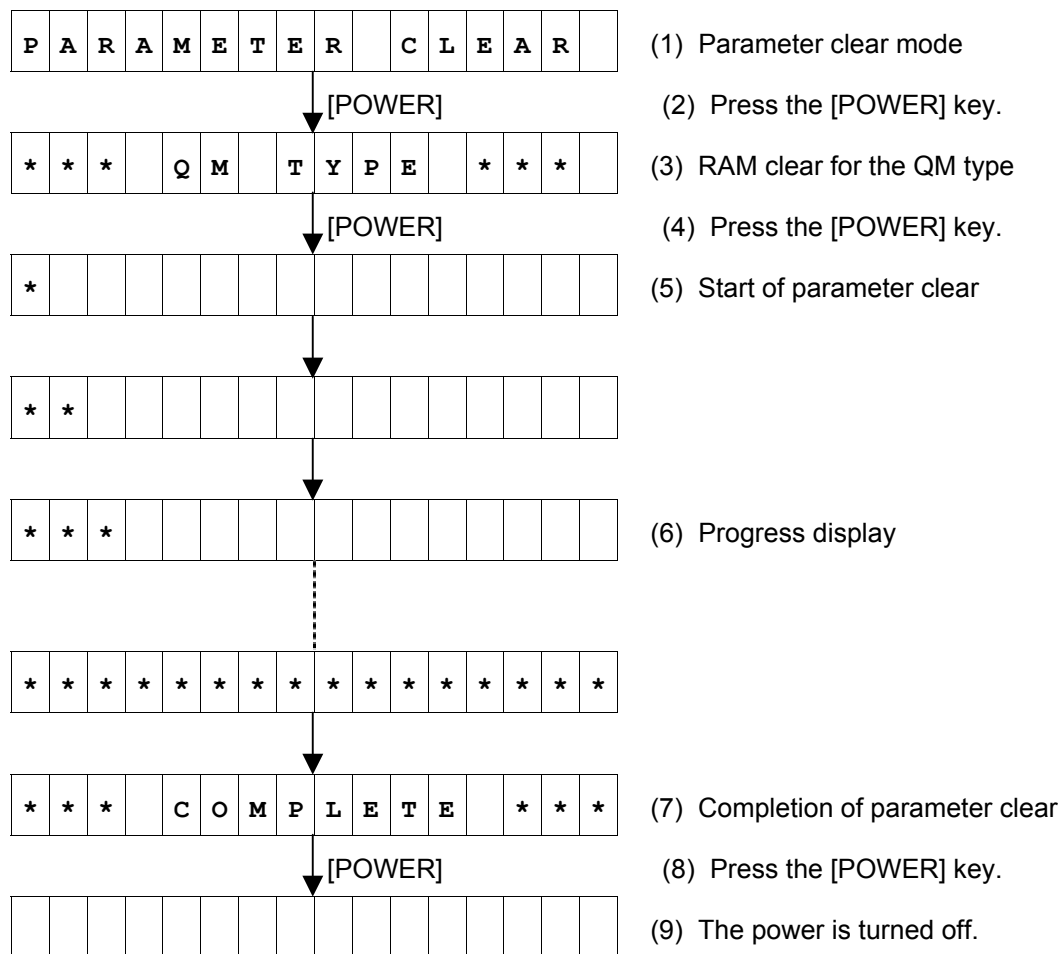 PARAMETER CLEAR (1) Parameter clear mode
[POWER] (2) Press the [POWER] key.
*** QM TYPE *** (3) RAM clear for the QM type
[POWER] (4) Press the [POWER] key.
* (5) Start of parameter clear
**
*** (6) Progress display
****************
*** COMPLETE *** (7) Completion of parameter clear
[POWER] (8) Press the [POWER] key.
(9) The power is turned off.